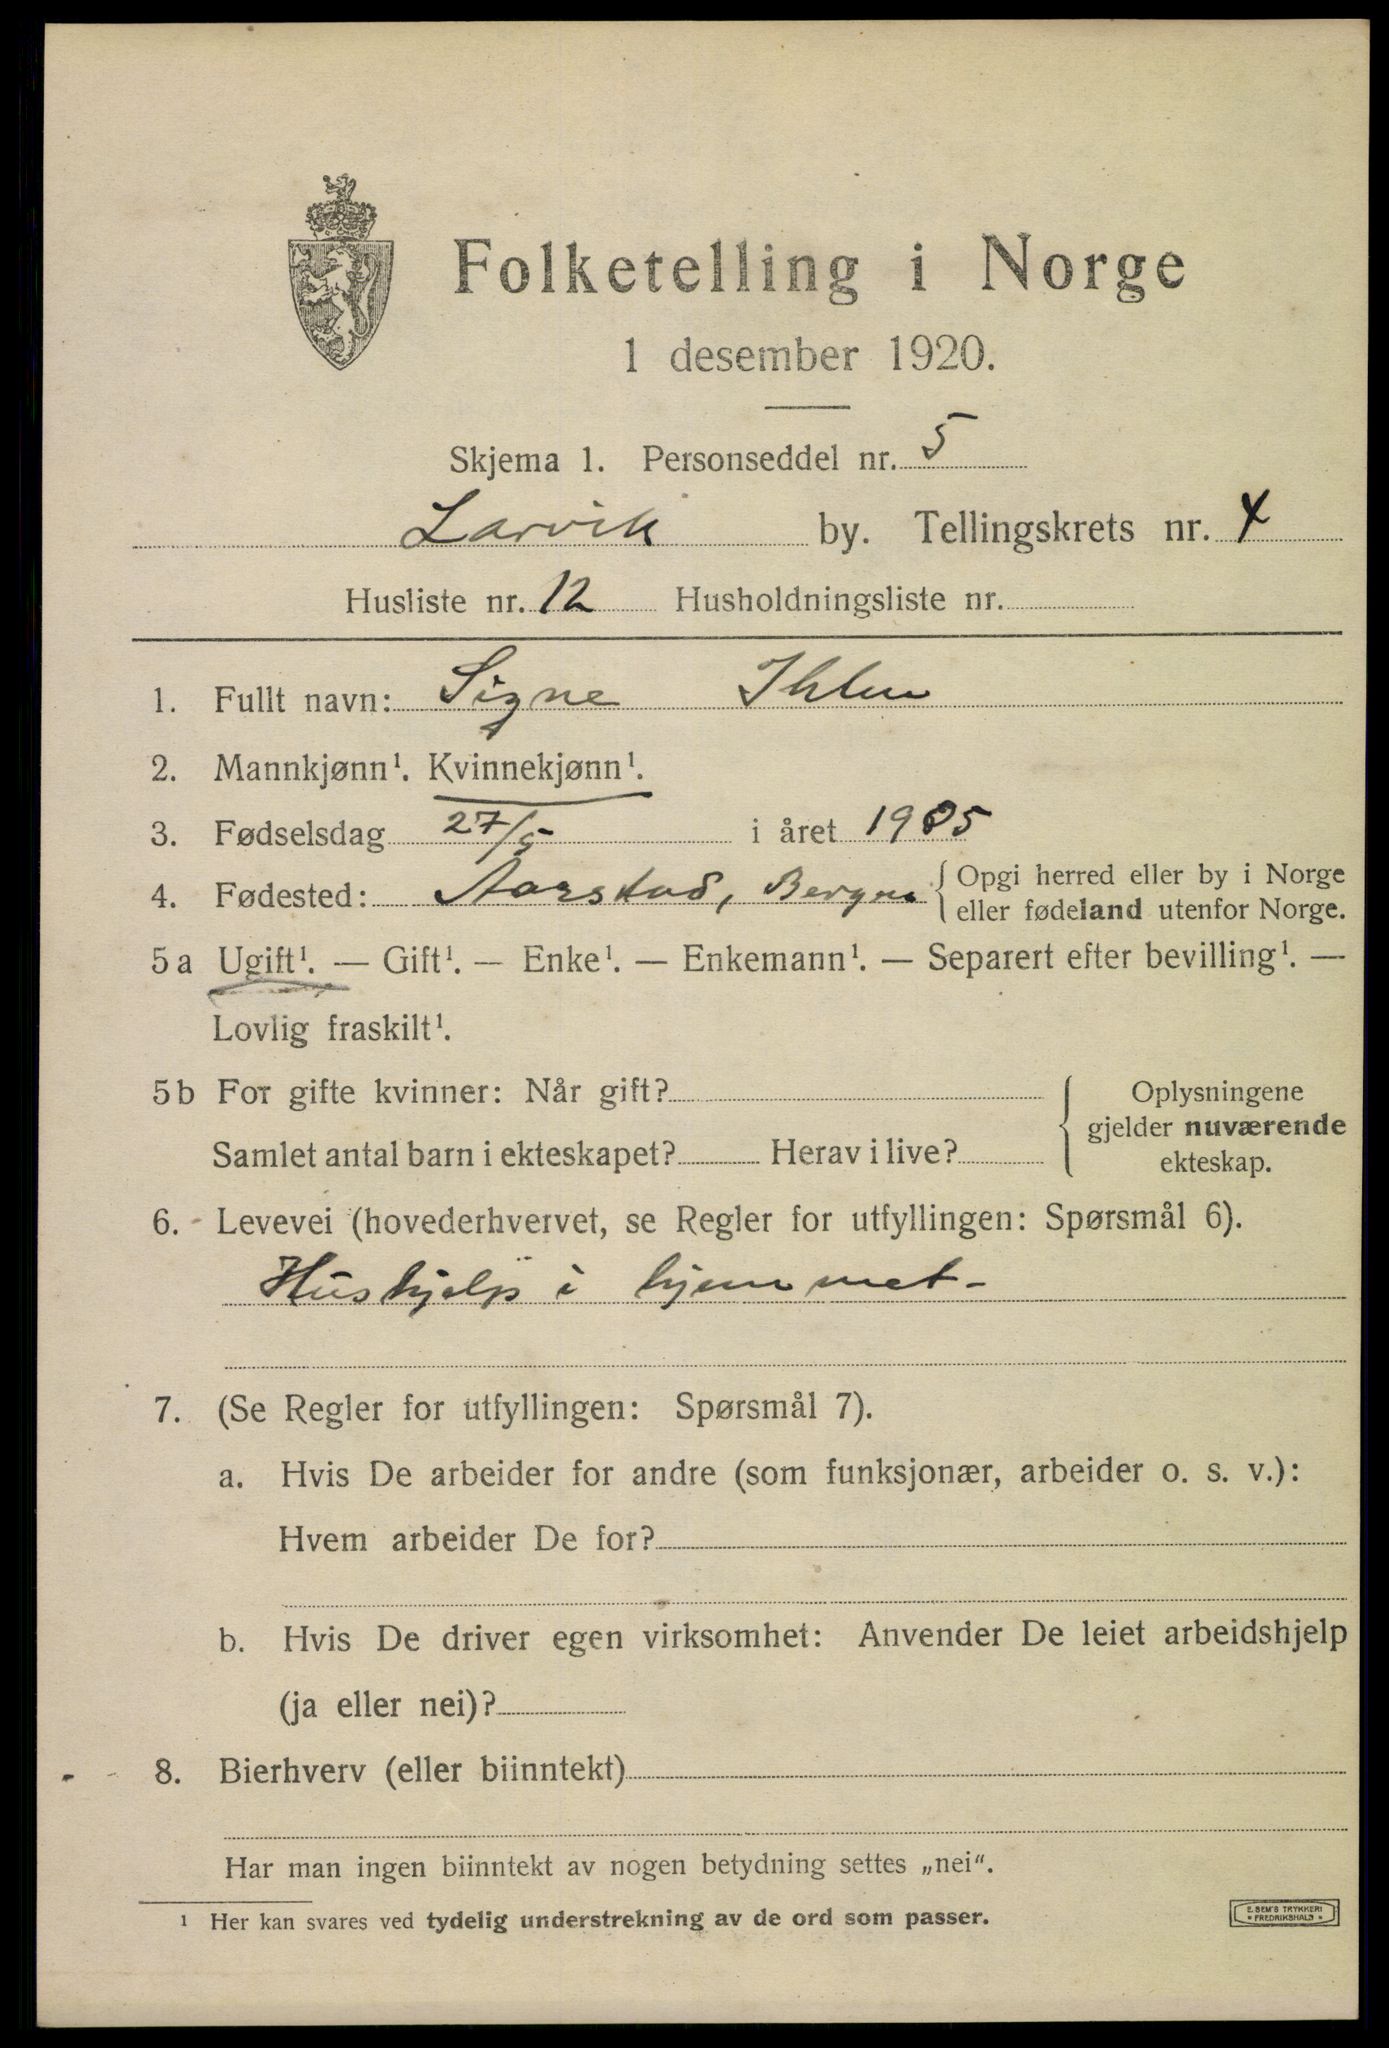 Folketelling i Norge
1 desember 1920.
Skjema 1. Personseddel nr. 5
Larvik by. Tellingskrets nr. 4
Husliste nr. 12 Husholdningsliste nr.
1. Fullt navn: Signe Ihlen
2. Mannkjønn¹. Kvinnekjønn¹.
3. Fødselsdag 27/5 i året 1905
4. Fødested: Aarstad, Bergen { Opgi herred eller by i Norge
eller fødeland utenfor Norge.
5 a Ugift¹. — Gift¹. — Enke¹. — Enkemann¹. — Separert efter bevilling¹. —
Lovlig fraskilt¹.
5 b For gifte kvinner: Når gift? { Oplysningene
gjelder nuværende
Samlet antal barn i ekteskapet? Herav i live? ekteskap.
6. Levevei (hovederhvervet, se Regler for utfyllingen: Spørsmål 6).
Hushjelp i hjemmet-
7. (Se Regler for utfyllingen: Spørsmål 7).
a. Hvis De arbeider for andre (som funksjonær, arbeider o. s. v.):
Hvem arbeider De for?
b. Hvis De driver egen virksomhet: Anvender De leiet arbeidshjelp
(ja eller nei)?
8. Bierhverv (eller biinntekt)
Har man ingen biinntekt av nogen betydning settes „nei".
¹ Her kan svares ved tydelig understrekning av de ord som passer.
E. SEM'S TRYKKERI
* FREDRIKSHALD *